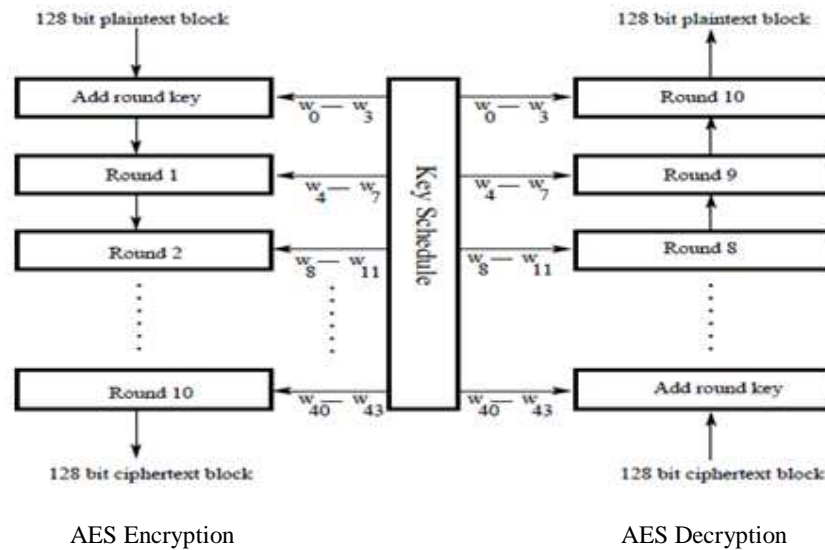 128 bit plaintext block
128 bit plaintext block
Add round key
w0 — w3
w0 — w3
Round 10
Round 1
w4 — w7
w4 — w7
Round 9
Round 2
w8 — w11
w8 — w11
Round 8
Key Schedule
Round 10
w40 — w43
w40 — w43
Add round key
128 bit ciphertext block
128 bit ciphertext block
AES Encryption
AES Decryption